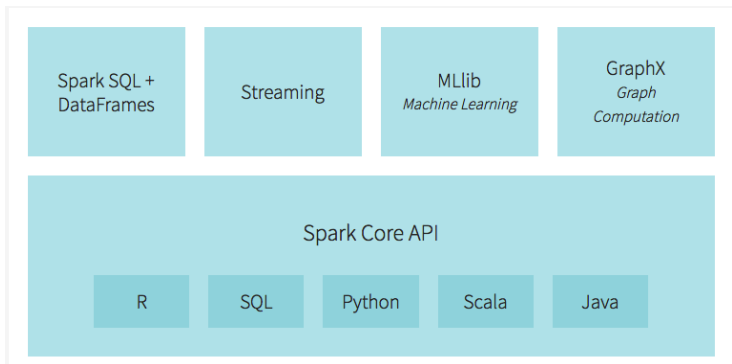 Spark SQL +
DataFrames
Streaming
MLlib
Machine Learning
GraphX
Graph
Computation
Spark Core API
R
SQL
Python
Scala
Java